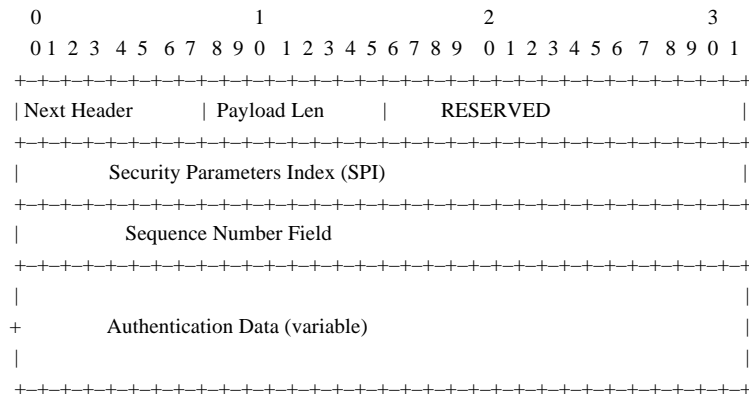 0 1 2 3
0 1 2 3 4 5 6 7 8 9 0 1 2 3 4 5 6 7 8 9 0 1 2 3 4 5 6 7 8 9 0 1
+–+–+–+–+–+–+–+–+–+–+–+–+–+–+–+–+–+–+–+–+–+–+–+–+–+–+–+–+–+–+–+–+
| Next Header | Payload Len | RESERVED |
+–+–+–+–+–+–+–+–+–+–+–+–+–+–+–+–+–+–+–+–+–+–+–+–+–+–+–+–+–+–+–+–+
| Security Parameters Index (SPI) |
+–+–+–+–+–+–+–+–+–+–+–+–+–+–+–+–+–+–+–+–+–+–+–+–+–+–+–+–+–+–+–+–+
| Sequence Number Field
+–+–+–+–+–+–+–+–+–+–+–+–+–+–+–+–+–+–+–+–+–+–+–+–+–+–+–+–+–+–+–+–+
| |
+ Authentication Data (variable) |
| |
+–+–+–+–+–+–+–+–+–+–+–+–+–+–+–+–+–+–+–+–+–+–+–+–+–+–+–+–+–+–+–+–+